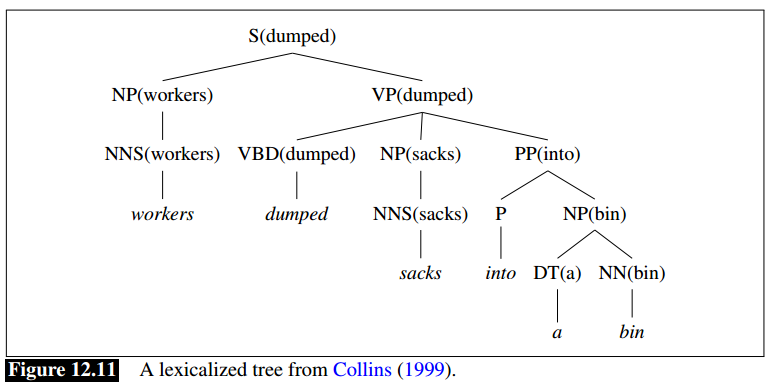 S(dumped)
NP(workers) VP(dumped)
NNS(workers) VBD(dumped) NP(sacks) PP(into)
workers dumped NNS(sacks) P NP(bin)
sacks into DT(a) NN(bin)
a bin
Figure 12.11 A lexicalized tree from Collins (1999).